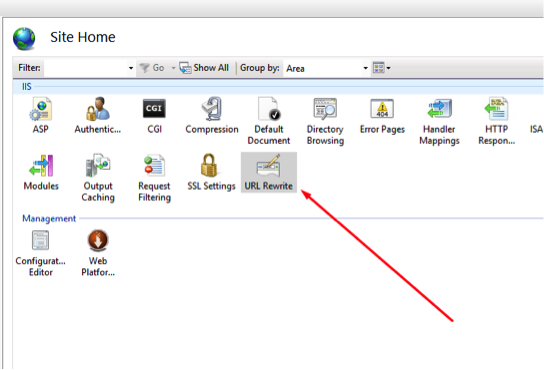 Site Home
Filter: Go Show All Group by: Area
IIS
CGI 404
ASP Authentic... CGI Compression Default Document Directory Browsing Error Pages Handler Mappings HTTP Respon... ISA
Modules Output Caching Request Filtering SSL Settings URL Rewrite
Management
Configurat... Editor Web Platfor...